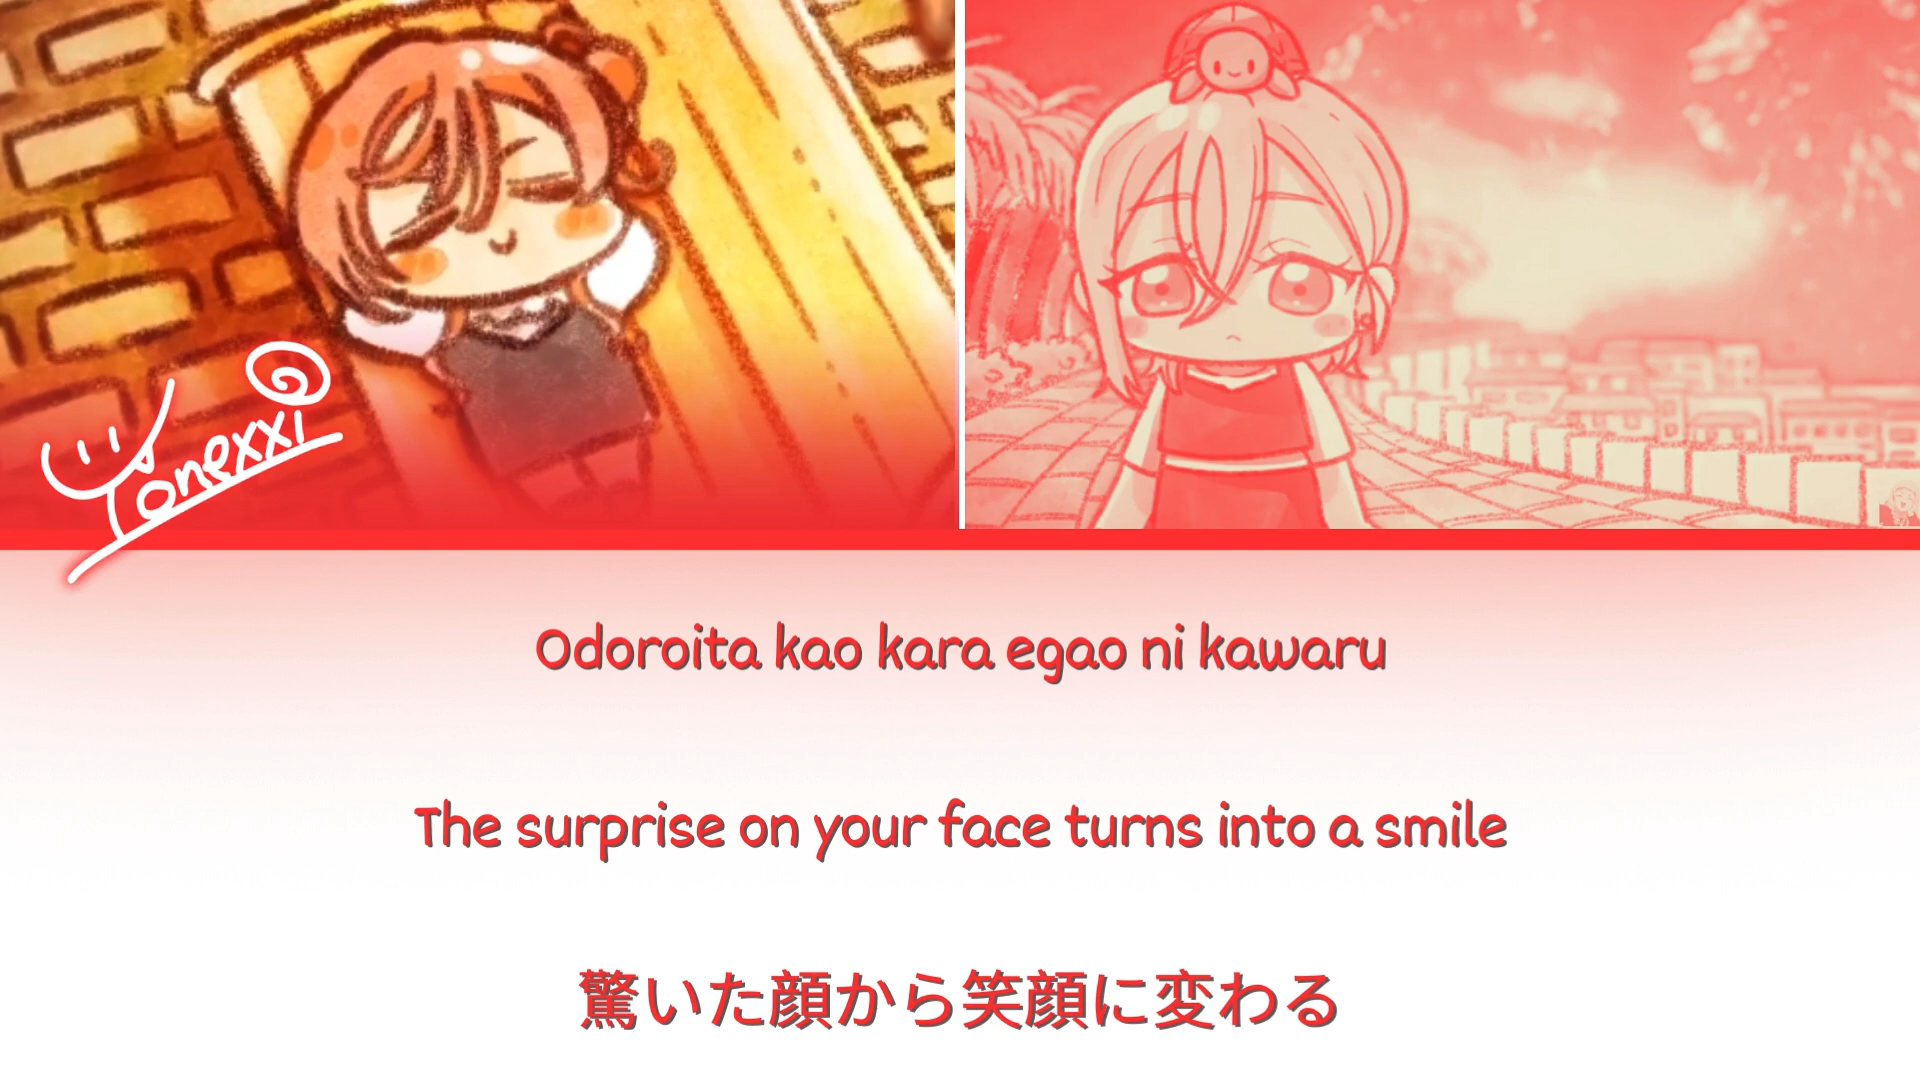 Yonexxi
Odoroita kao kara egao ni kawaru
The surprise on your face turns into a smile
驚いた顔から笑顔に変わる